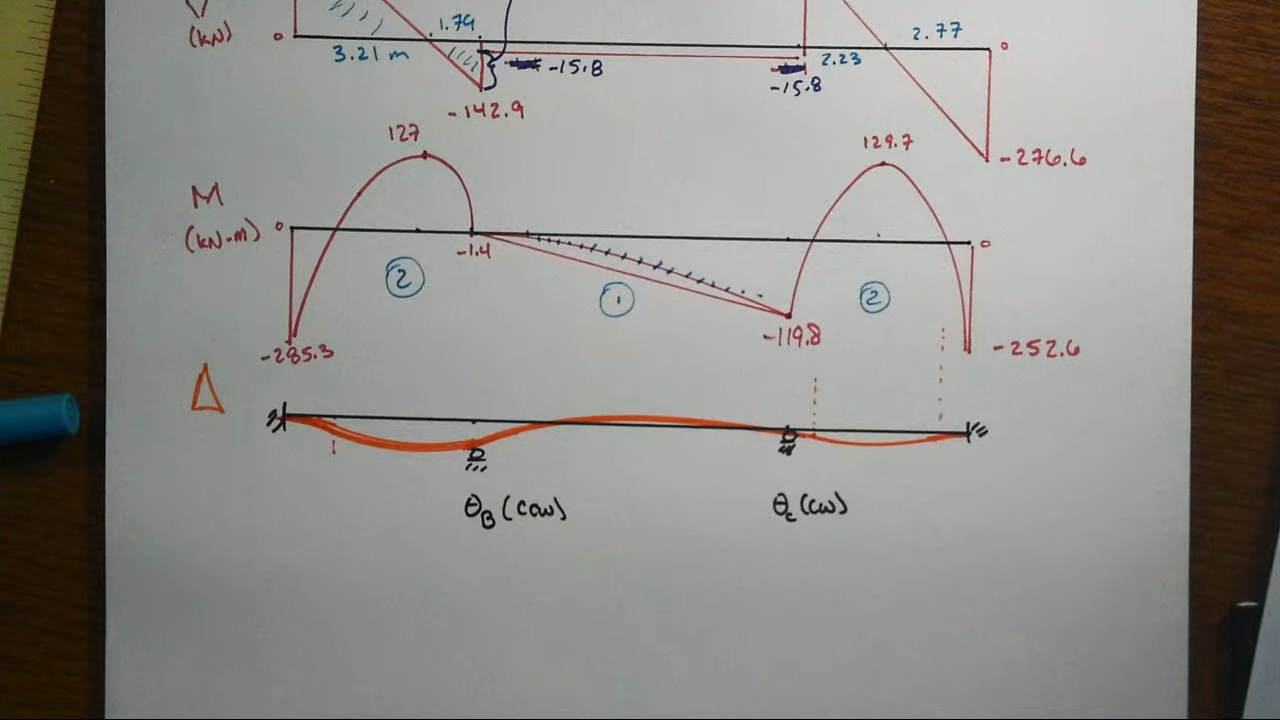 V
(kN)
0
1.79
3.21 m
-15.8
-142.9
2.23
2.77
0
-15.8
-276.6
M
(kN-m)
0
127
-1.4
-285.3
2
1
-119.8
129.7
2
0
-252.6
Δ
θB (ccw)
θc (cw)